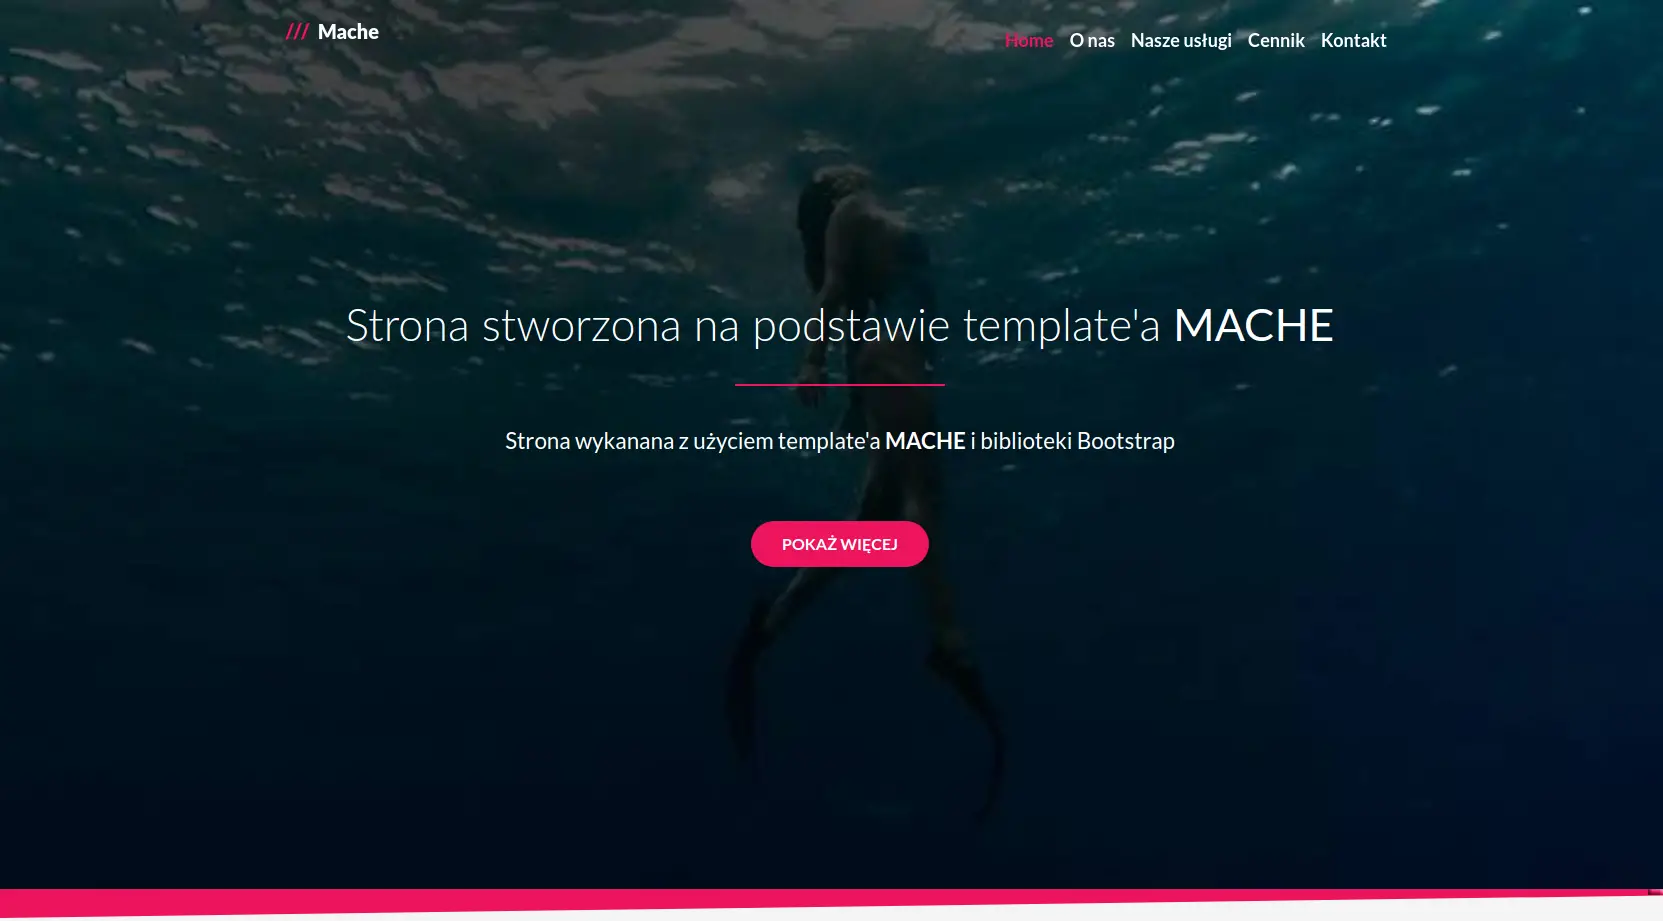 /// Mache
Home O nas Nasze usługi Cennik Kontakt
Strona stworzona na podstawie template'a MACHE
Strona wykanana z użyciem template'a MACHE i biblioteki Bootstrap
POKAŻ WIĘCEJ